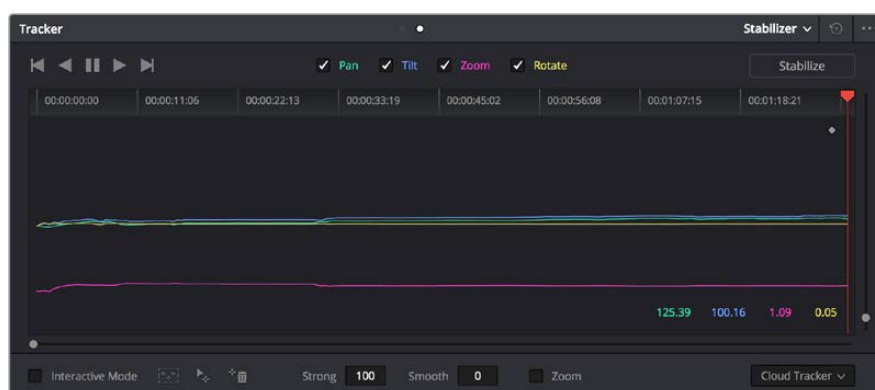 Tracker Stabilizer
Pan Tilt Zoom Rotate Stabilize
00:00:00:00 00:00:11:06 00:00:22:13 00:00:33:19 00:00:45:02 00:00:56:08 00:01:07:15 00:01:18:21
125.39 100.16 1.09 0.05
Interactive Mode Strong 100 Smooth 0 Zoom Cloud Tracker